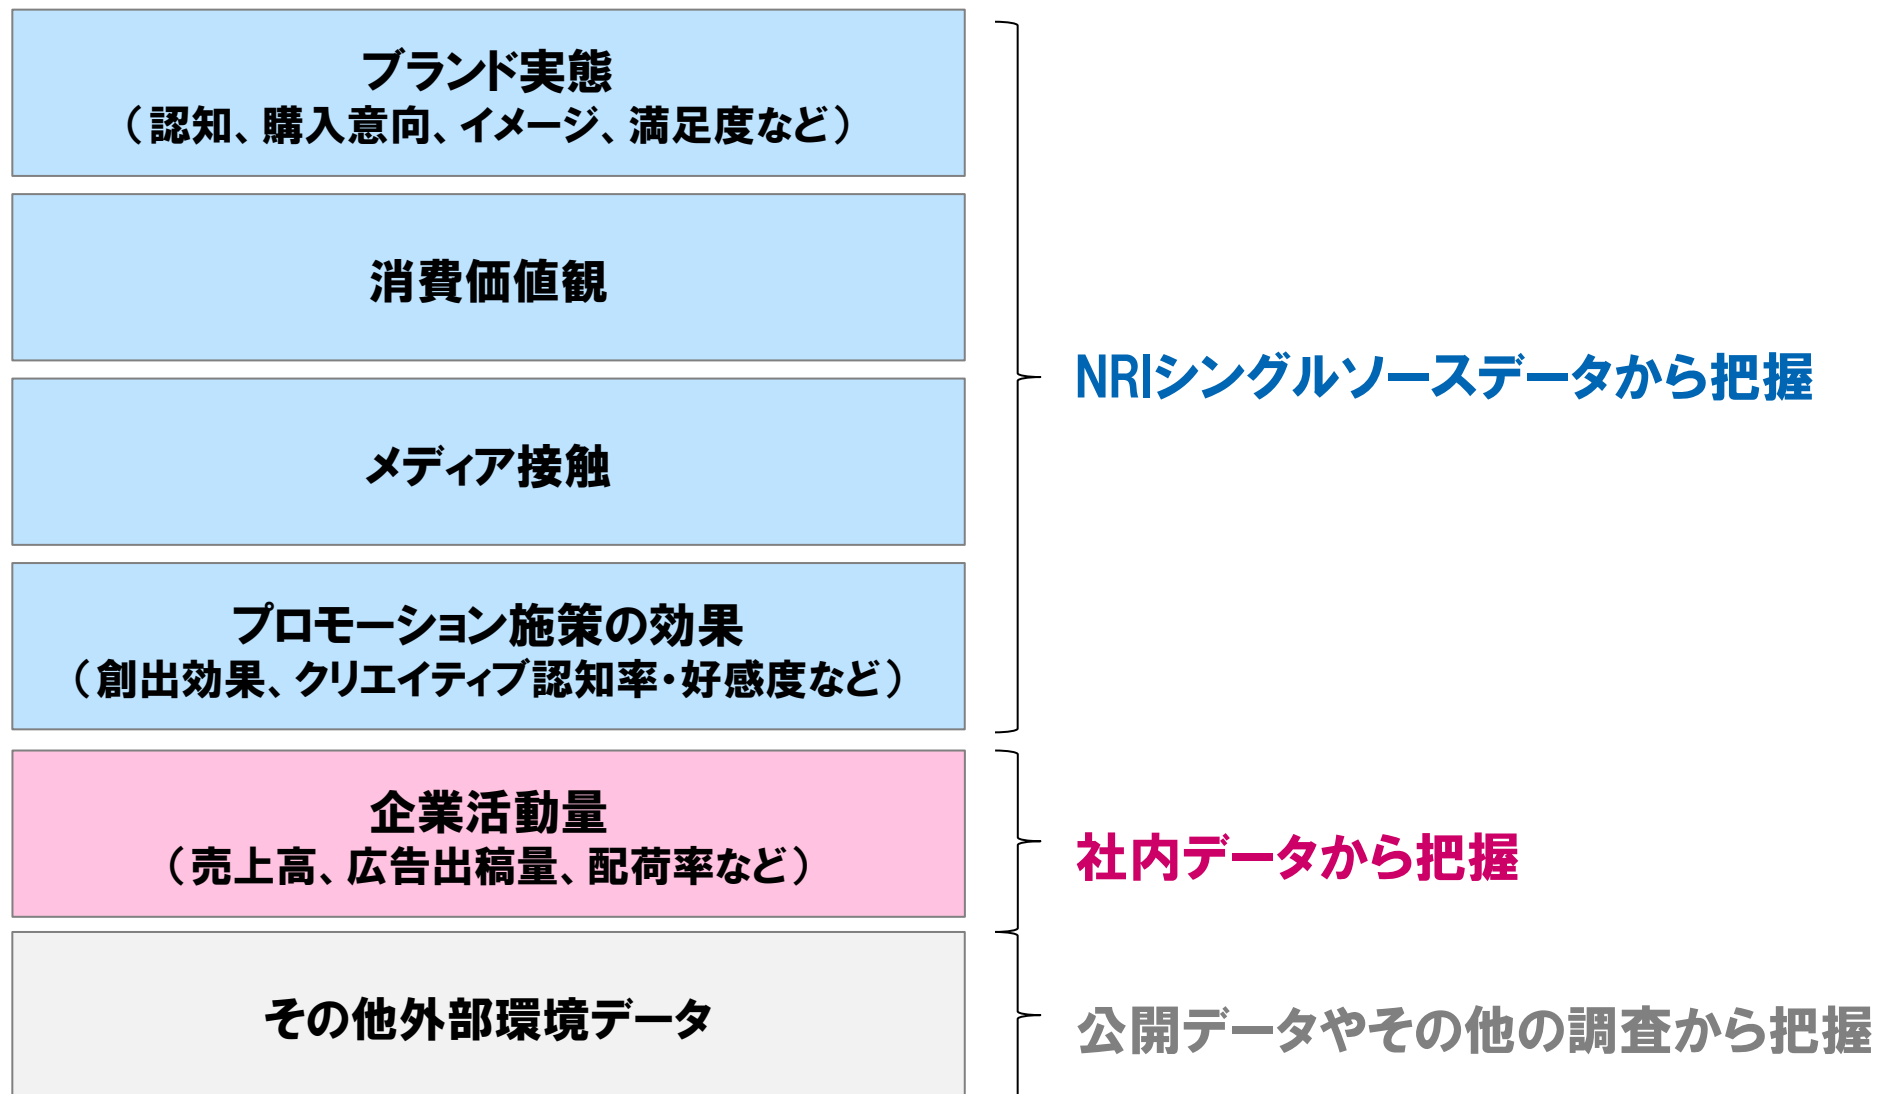 ブランド実態
（認知、購入意向、イメージ、満足度など）
消費価値観
メディア接触
プロモーション施策の効果
（創出効果、クリエイティブ認知率・好感度など）
NRIシングルソースデータから把握
企業活動量
（売上高、広告出稿量、配荷率など）
社内データから把握
その他外部環境データ
公開データやその他の調査から把握